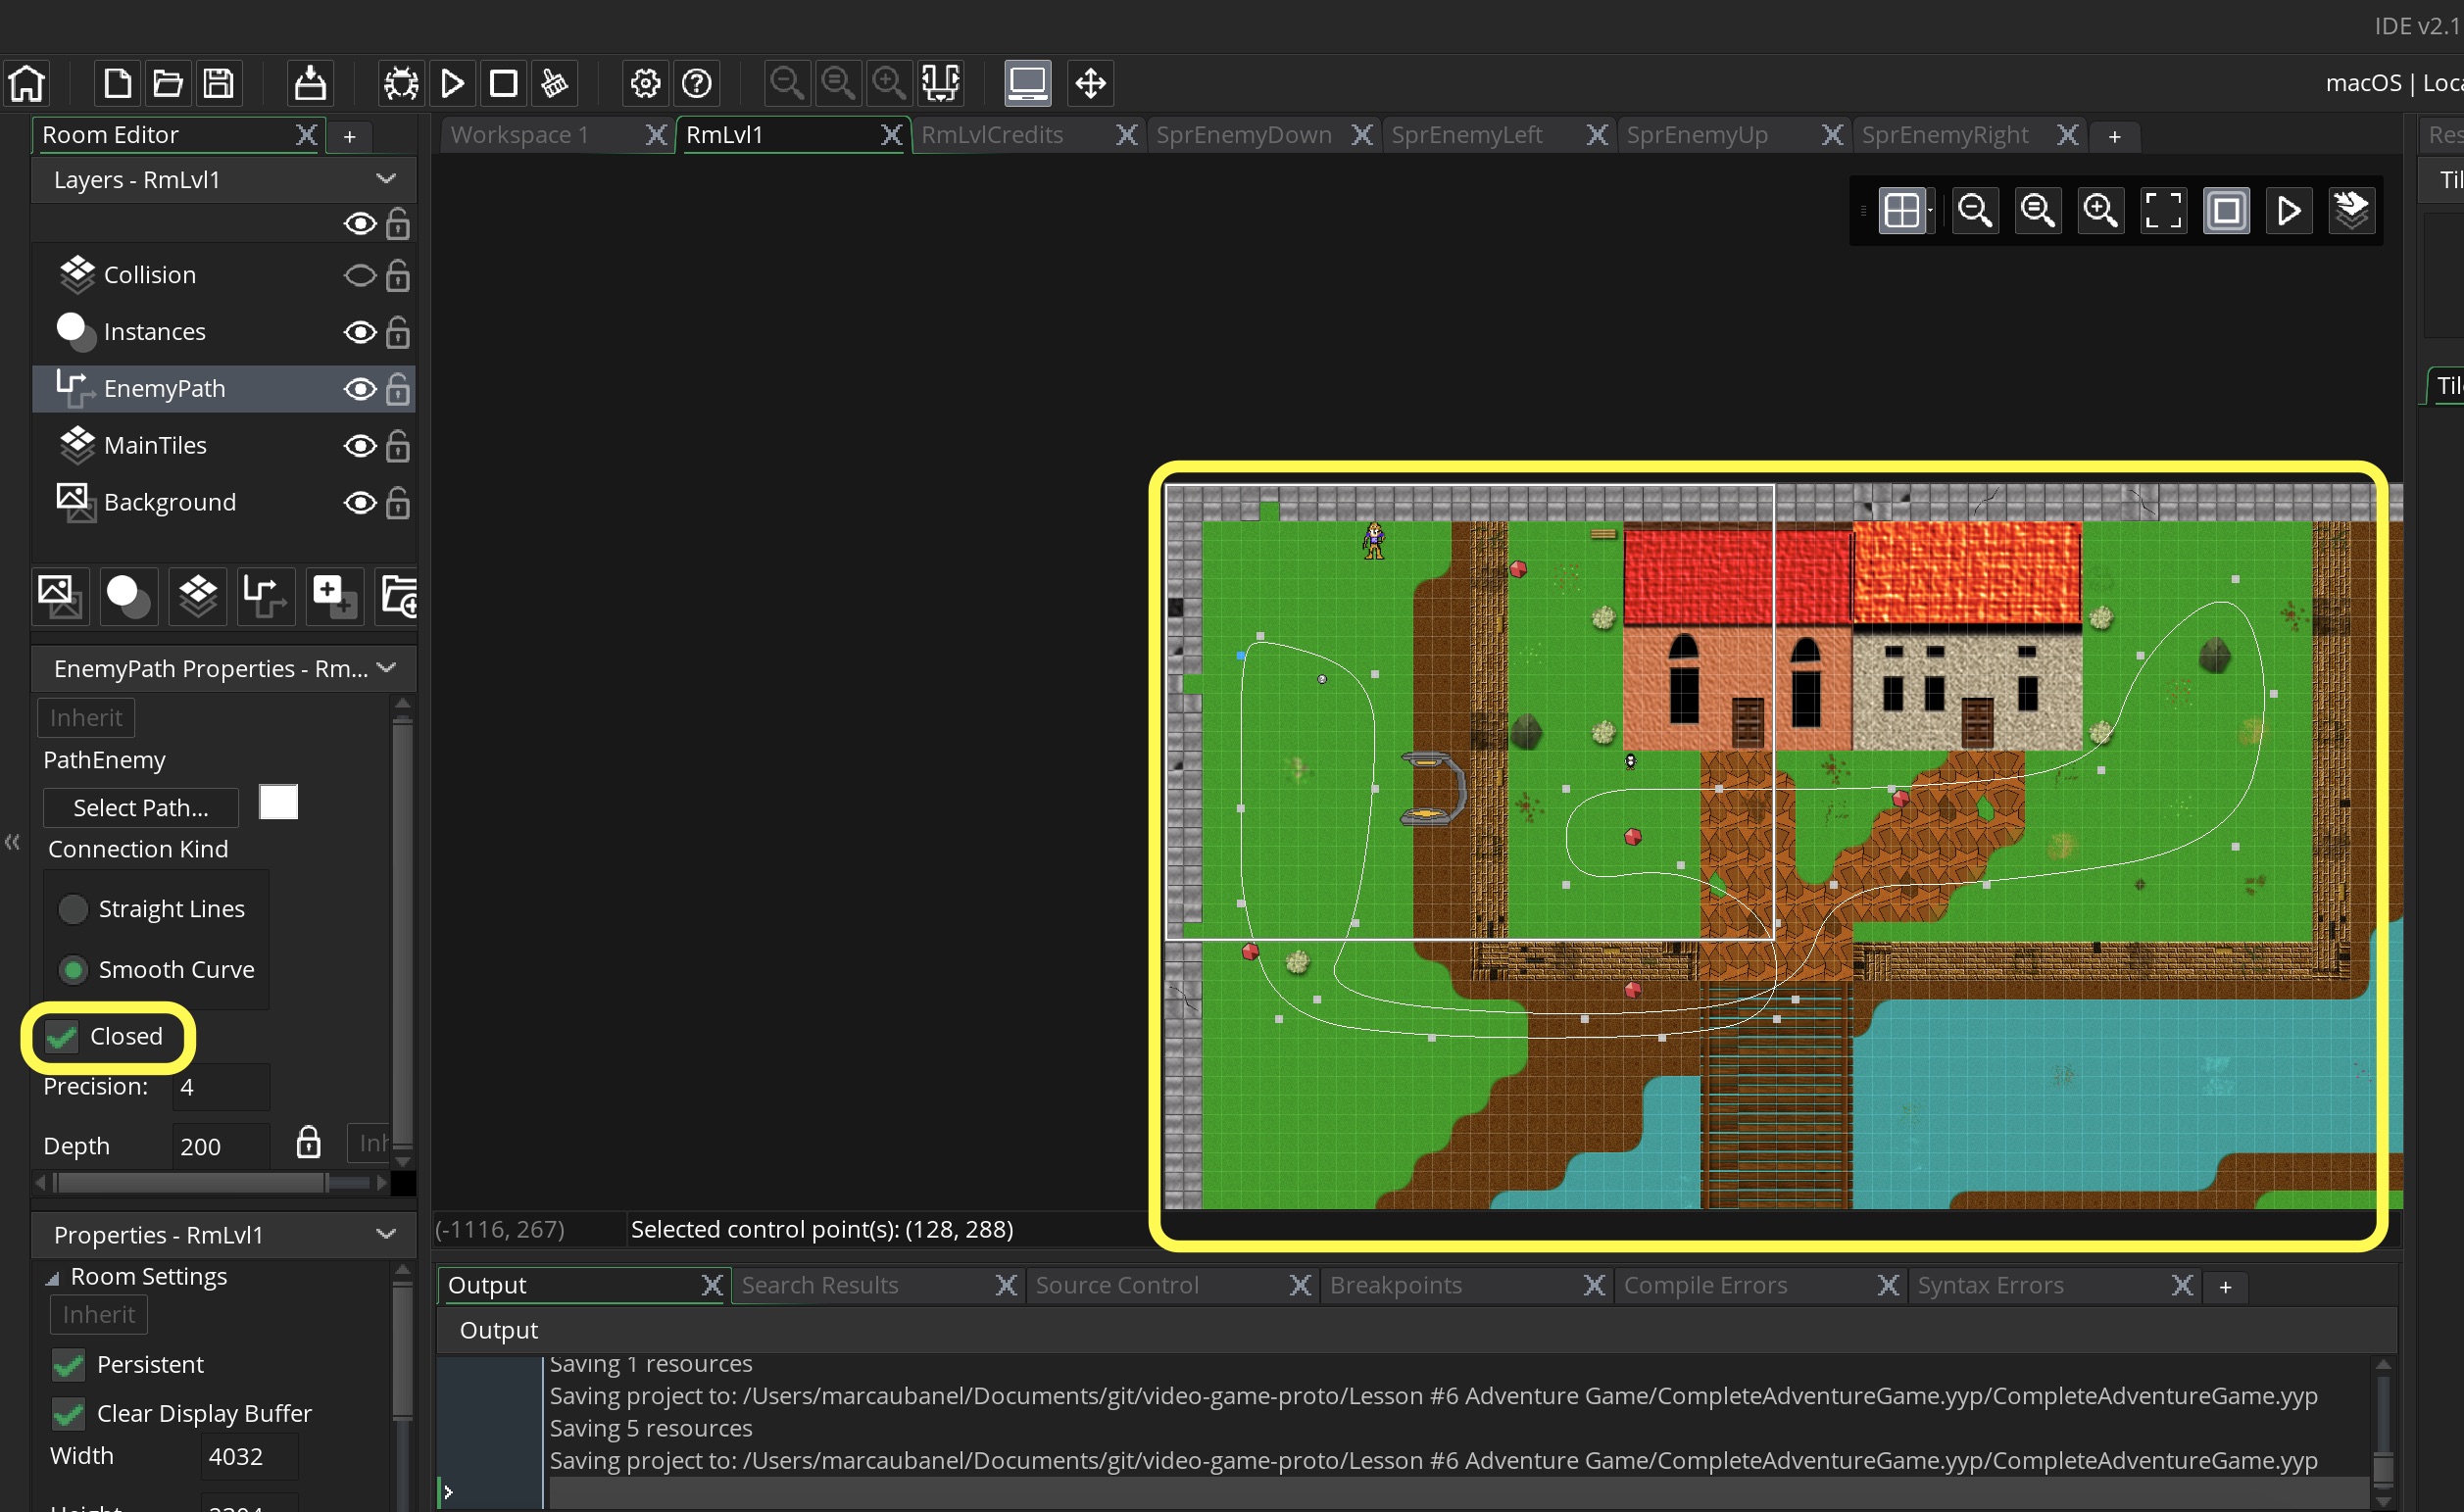 IDE v2.1
macOS | Loca
Room Editor
+
Workspace 1
RmLvl1
RmLvlCredits
SprEnemyDown
SprEnemyLeft
SprEnemyUp
SprEnemyRight
+
Res
Layers - RmLvl1
Til
Collision
Instances
EnemyPath
Til
MainTiles
Background
EnemyPath Properties - Rm...
Inherit
PathEnemy
Select Path...
Connection Kind
Straight Lines
Smooth Curve
Closed
Precision: 4
Depth 200
Inh
(-1116, 267)
Selected control point(s): (128, 288)
Properties - RmLvl1
Room Settings
Inherit
Persistent
Clear Display Buffer
Width 4032
Output
Search Results
Source Control
Breakpoints
Compile Errors
Syntax Errors
+
Output
Saving 1 resources
Saving project to: /Users/marcaubanel/Documents/git/video-game-proto/Lesson #6 Adventure Game/CompleteAdventureGame.yyp/CompleteAdventureGame.yyp
Saving 5 resources
Saving project to: /Users/marcaubanel/Documents/git/video-game-proto/Lesson #6 Adventure Game/CompleteAdventureGame.yyp/CompleteAdventureGame.yyp